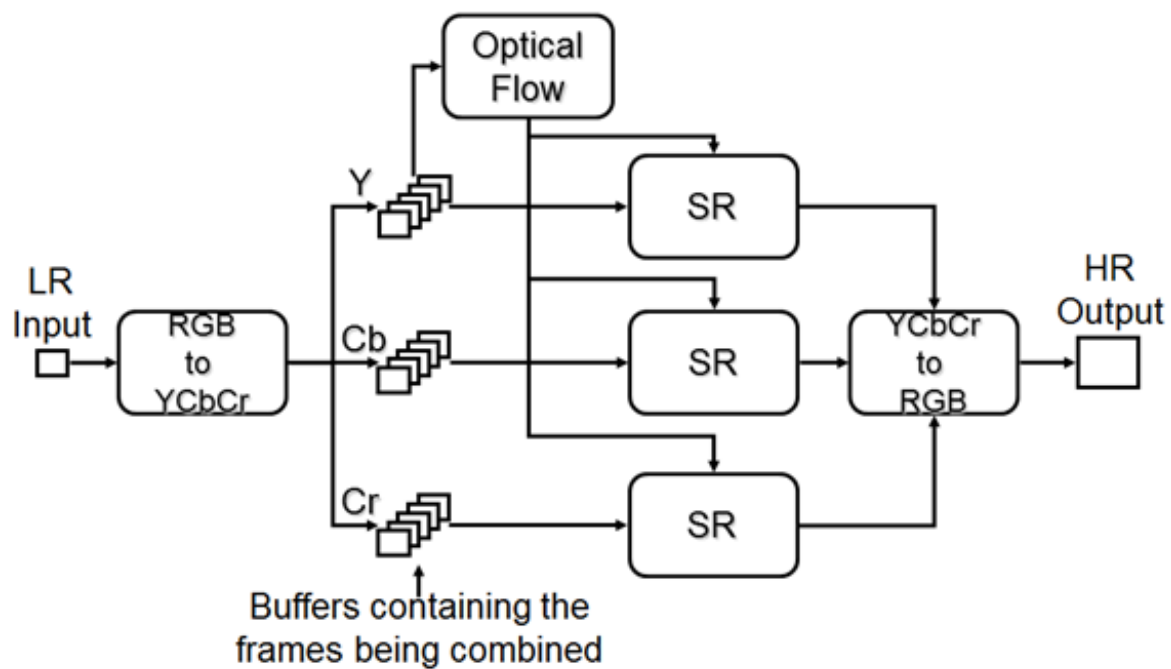 Optical
Flow
Y
SR
LR
Input
RGB
to
YCbCr
Cb
SR
YCbCr
to
RGB
HR
Output
Cr
SR
Buffers containing the
frames being combined